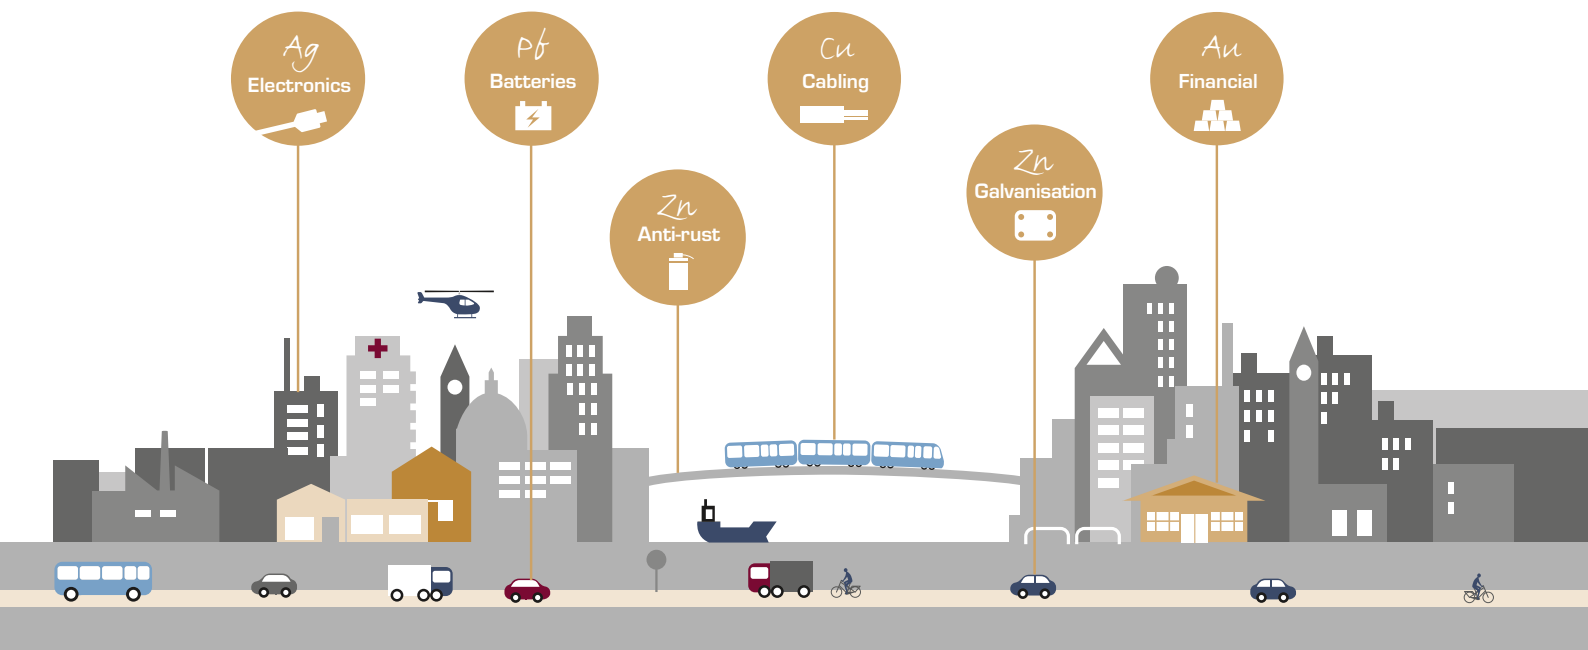 Ag
Electronics
Pb
Batteries
Zn
Anti-rust
Cu
Cabling
Zn
Galvanisation
Au
Financial